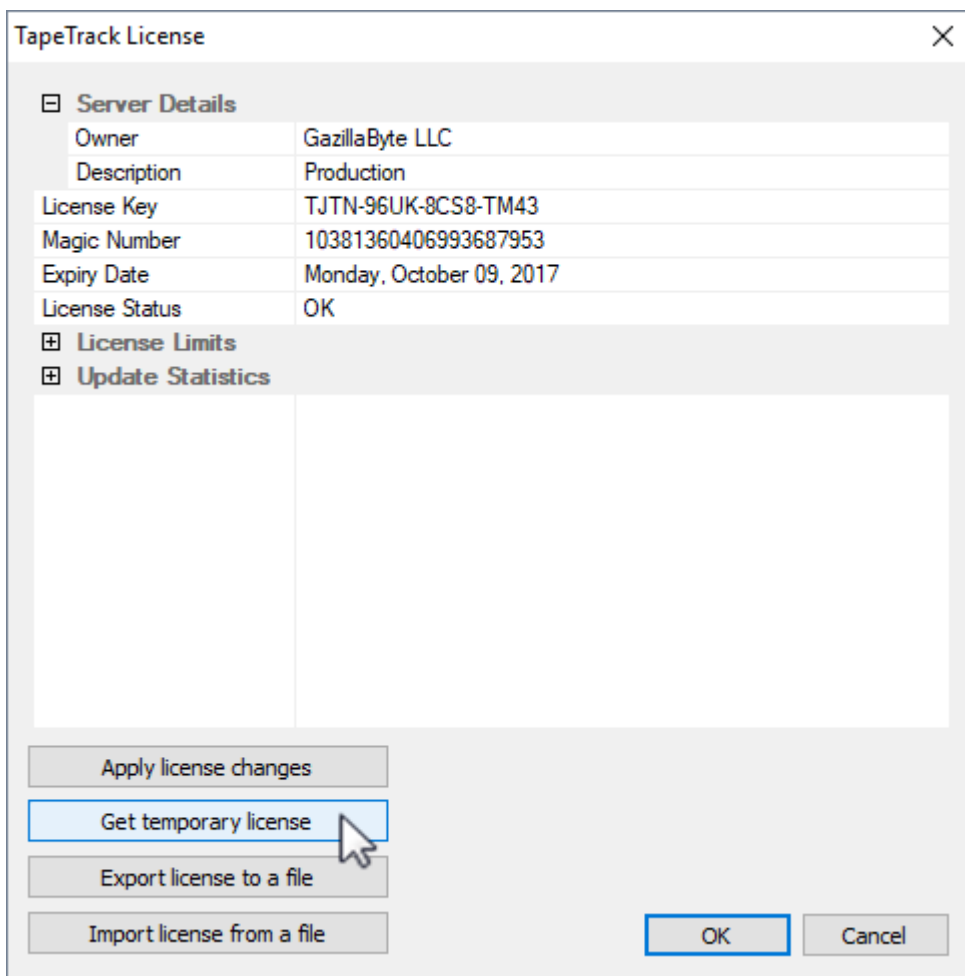 TapeTrack License
Server Details
Owner GazillaByte LLC
Description Production
License Key TJTN-96UK-8CS8-TM43
Magic Number 10381360406993687953
Expiry Date Monday, October 09, 2017
License Status OK
License Limits
Update Statistics
Apply license changes
Get temporary license
Export license to a file
Import license from a file
OK Cancel